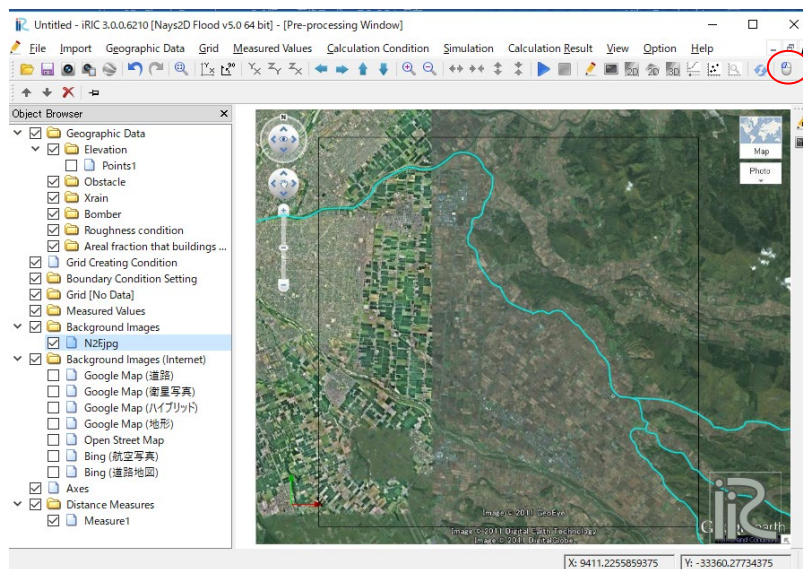 Untitled - iRIC 3.0.0.6210 [Nays2D Flood v5.0 64 bit] - [Pre-processing Window]
File Import Geographic Data Grid Measured Values Calculation Condition Simulation Calculation Result View Option Help
Object Browser
Geographic Data
Elevation
Points1
Obstacle
Xrain
Bomber
Roughness condition
Areal fraction that buildings ...
Grid Creating Condition
Boundary Condition Setting
Grid [No Data]
Measured Values
Background Images
Background Images (Internet)
Google Map (道路)
Google Map (衛星写真)
Google Map (ハイブリッド)
Google Map (地形)
Open Street Map
Bing (航空写真)
Bing (道路地図)
Axes
Distance Measures
Measure1
N
Map
Photo
Image © 2011 GeoEye
Image © 2011 Digital Earth Technology
Image © 2011 DigitalGlobe
iRIC
X: 9411.2255859375 Y: -33360.27734375